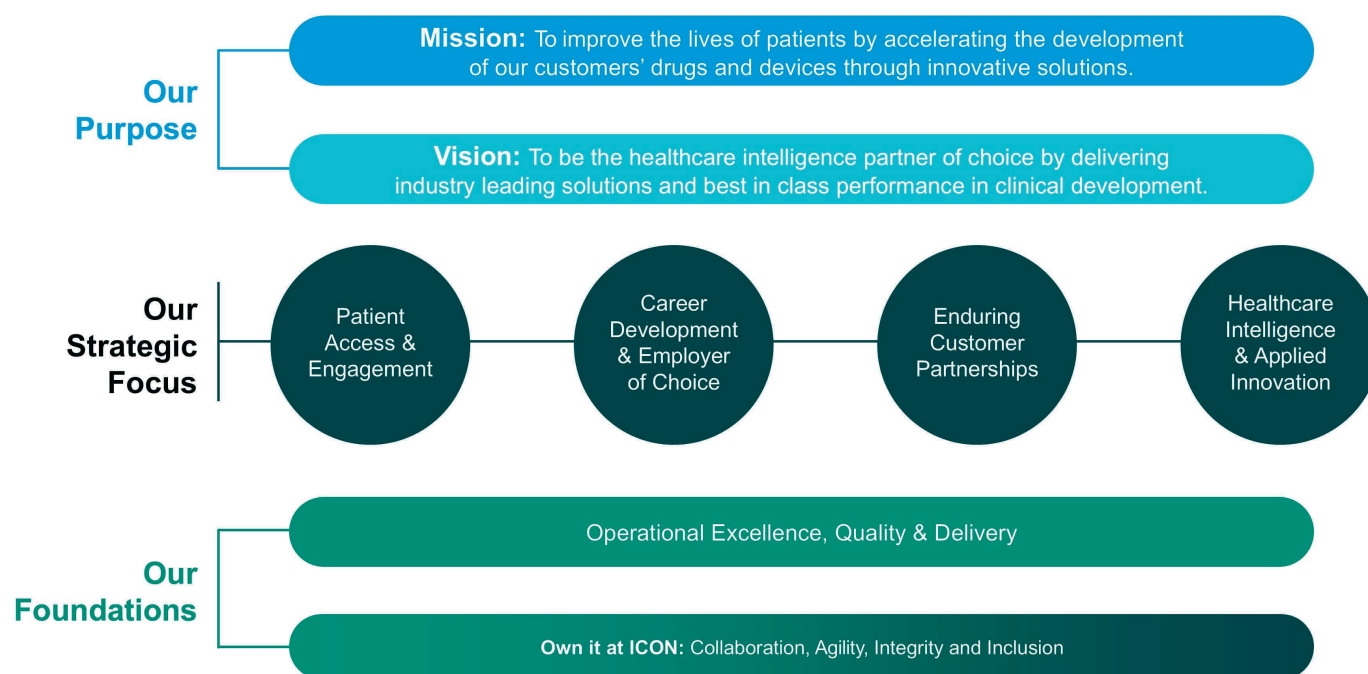 Our
Purpose
Mission: To improve the lives of patients by accelerating the development
of our customers’ drugs and devices through innovative solutions.
Vision: To be the healthcare intelligence partner of choice by delivering
industry leading solutions and best in class performance in clinical development.
Our
Strategic
Focus
Patient
Access &
Engagement
Career
Development
& Employer
of Choice
Enduring
Customer
Partnerships
Healthcare
Intelligence
& Applied
Innovation
Our
Foundations
Operational Excellence, Quality & Delivery
Own it at ICON: Collaboration, Agility, Integrity and Inclusion